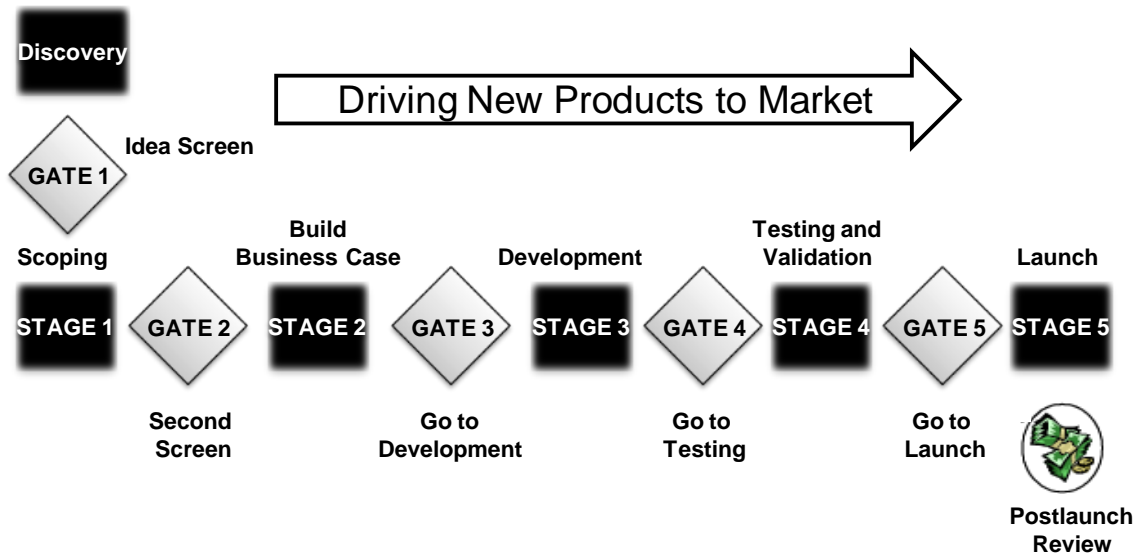 Discovery
Driving New Products to Market
Idea Screen
GATE 1
Scoping
Build
Business Case
Development
Testing and
Validation
Launch
STAGE 1
GATE 2
STAGE 2
GATE 3
STAGE 3
GATE 4
STAGE 4
GATE 5
STAGE 5
Second
Screen
Go to
Development
Go to
Testing
Go to
Launch
Postlaunch
Review